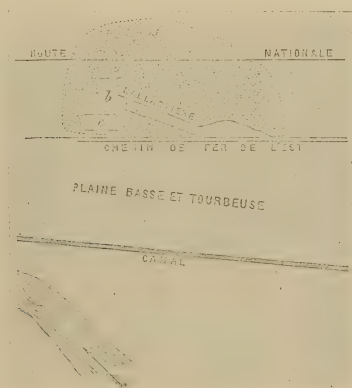 ROUTE NATIONALE
b
CHEMIN DE FER DE L'EST
PLAINE BASSE ET TOURBEUSE
CANAL